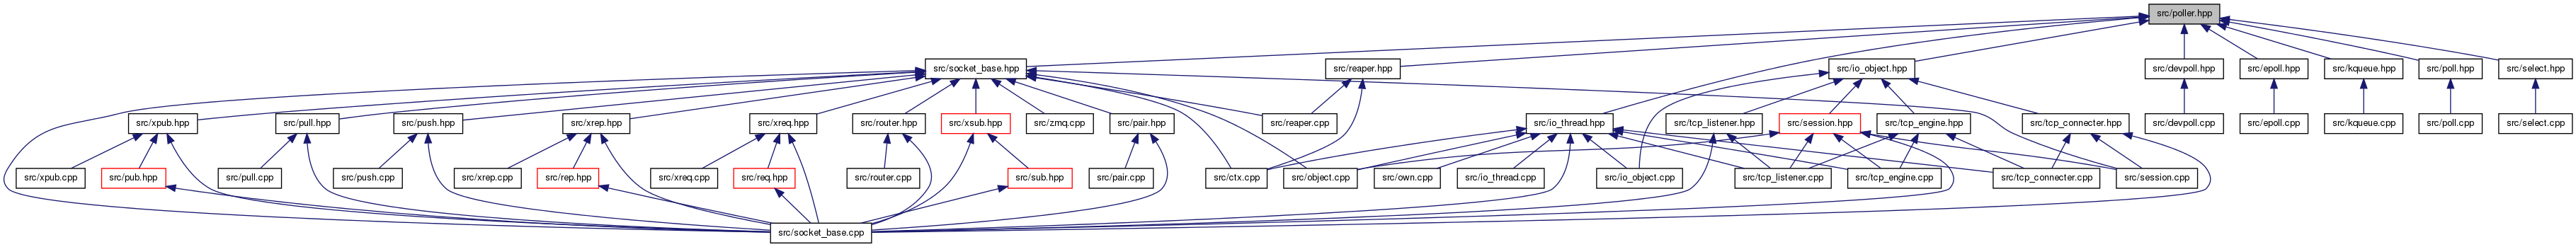 src/poller.hpp
src/socket_base.hpp
src/reaper.hpp
src/io_object.hpp
src/devpoll.hpp
src/epoll.hpp
src/kqueue.hpp
src/poll.hpp
src/select.hpp
src/xpub.hpp
src/pull.hpp
src/push.hpp
src/xrep.hpp
src/xreq.hpp
src/router.hpp
src/xsub.hpp
src/zmq.cpp
src/pair.hpp
src/reaper.cpp
src/io_thread.hpp
src/tcp_listener.hpp
src/session.hpp
src/tcp_engine.hpp
src/tcp_connecter.hpp
src/devpoll.cpp
src/epoll.cpp
src/kqueue.cpp
src/poll.cpp
src/select.cpp
src/xpub.cpp
src/pub.hpp
src/pull.cpp
src/push.cpp
src/xrep.cpp
src/rep.hpp
src/xreq.cpp
src/req.hpp
src/router.cpp
src/sub.hpp
src/pair.cpp
src/ctx.cpp
src/object.cpp
src/own.cpp
src/io_thread.cpp
src/io_object.cpp
src/tcp_listener.cpp
src/tcp_engine.cpp
src/tcp_connecter.cpp
src/session.cpp
src/socket_base.cpp